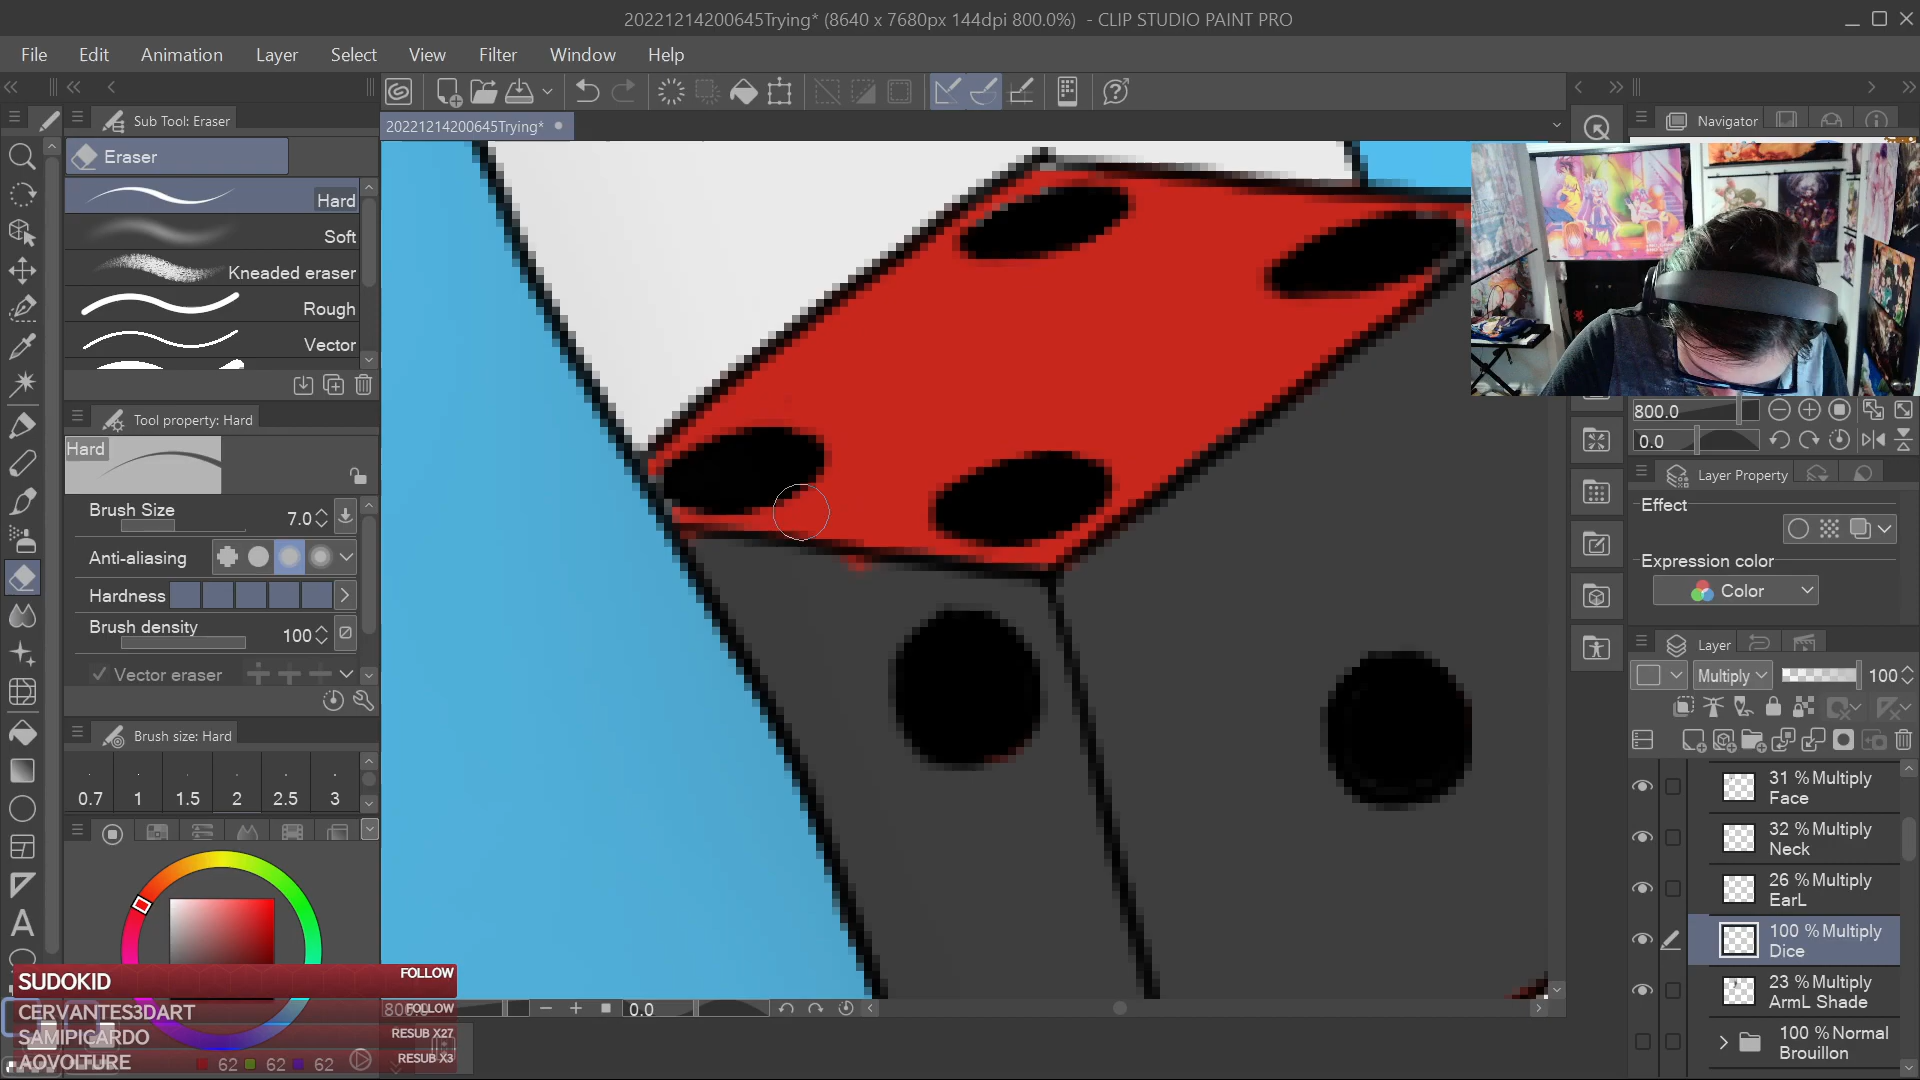 20221214200645Trying* (8640 x 7680px 144dpi 800.0%)  - CLIP STUDIO PAINT PRO
File Edit Animation Layer Select View Filter Window Help
Sub Tool: Eraser
20221214200645Trying*
Navigator
Eraser
Hard
Soft
Kneaded eraser
Rough
Vector
Tool property: Hard
Hard
Brush Size 7.0
Anti-aliasing
Hardness
Brush density 100
Vector eraser
Brush size: Hard
0.7 1 1.5 2 2.5 3
800.0
0.0
Layer Property
Effect
Expression color
Color
Layer
Multiply 100
31 %Multiply
Face
32 %Multiply
Neck
26 %Multiply
EarL
100 %Multiply
Dice
23 %Multiply
ArmL Shade
100 %Normal
Brouillon
SUDOKID FOLLOW
CERVANTES3DART FOLLOW
SAMIPICARDO RESUB X27
AOVOLTURE RESUB X3
0.0
62 62 62